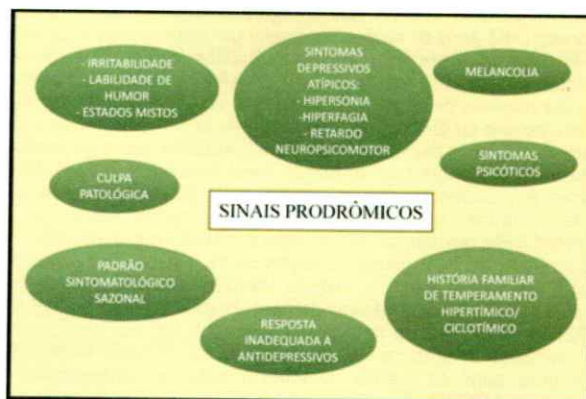 - IRRITABILIDADE
- LABILIDADE DE
HUMOR
- ESTADOS MISTOS
SINTOMAS
DEPRESSIVOS
ATÍPICOS:
- HIPERSÔNIA
-HIPERFAGIA
- RETARDO
NEUROPSICOMOTOR
MELANCOLIA
CULPA
PATOLÓGICA
SINTOMAS
PSICÓTICOS
SINAIS PRODRÔMICOS
PADRÃO
SINTOMATOLÓGICO
SAZONAL
RESPOSTA
INADEQUADA A
ANTIDEPRESSIVOS
HISTÓRIA FAMILIAR
DE TEMPERAMENTO
HIPERTÍMICO/
CICLOTÍMICO